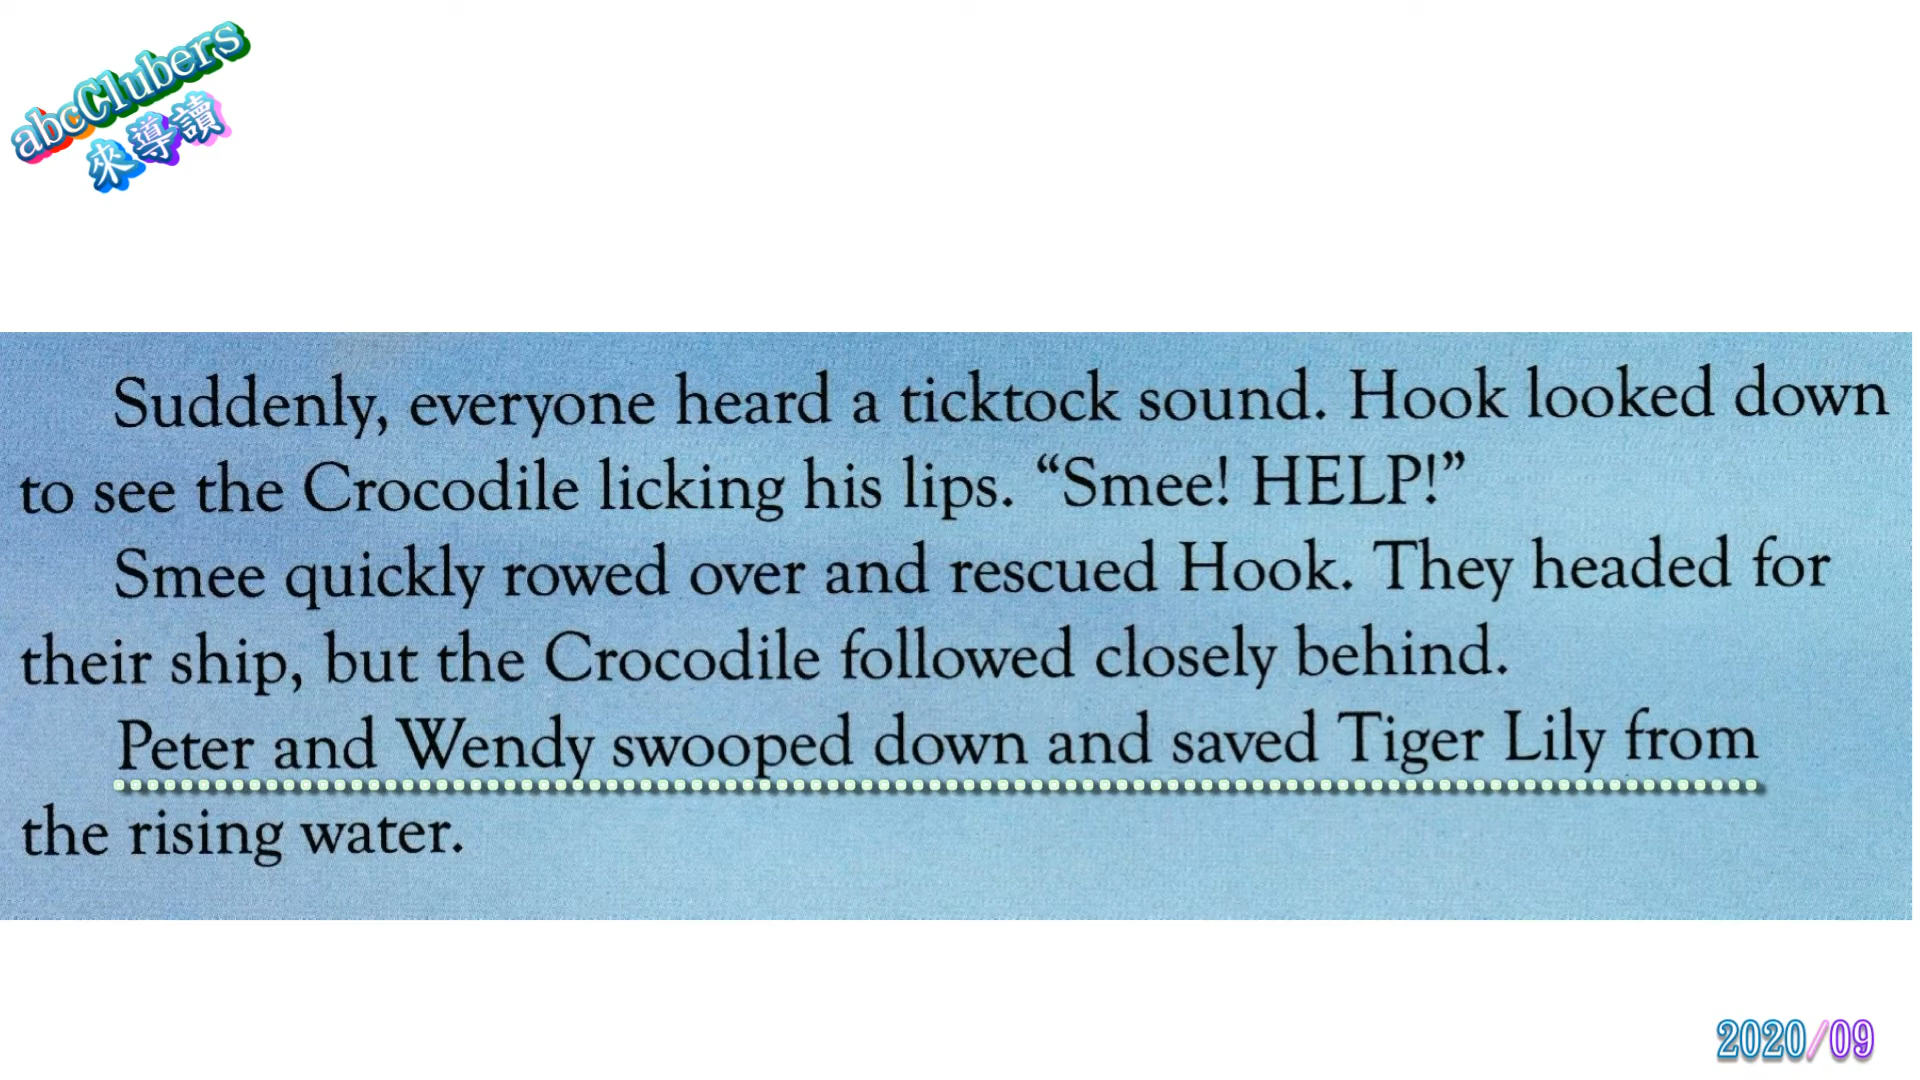 abcClubers
來導讀
Suddenly, everyone heard a ticktock sound. Hook looked down
to see the Crocodile licking his lips. “Smee! HELP!”
Smee quickly rowed over and rescued Hook. They headed for
their ship, but the Crocodile followed closely behind.
Peter and Wendy swooped down and saved Tiger Lily from
the rising water.
2020/09